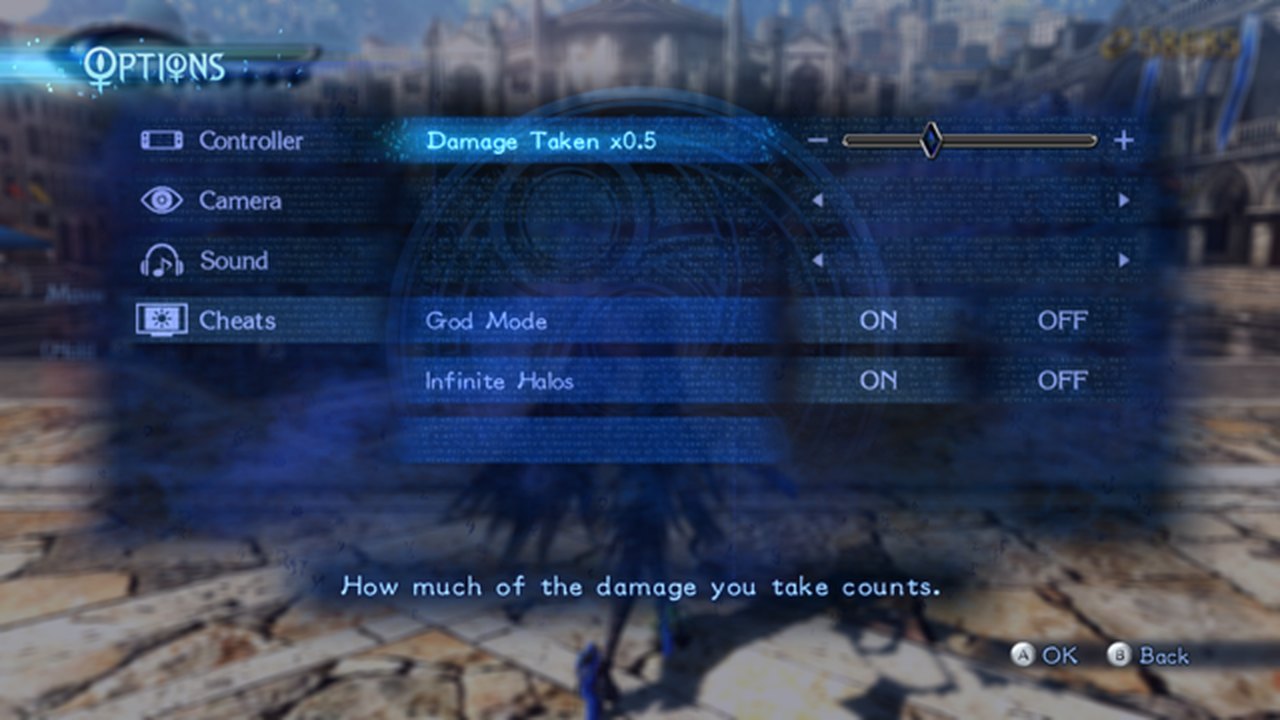 OPTIONS
Controller
Damage Taken x0.5
Camera
Sound
Cheats
God Mode
ON
OFF
Infinite Halos
ON
OFF
How much of the damage you take counts.
A OK
B Back